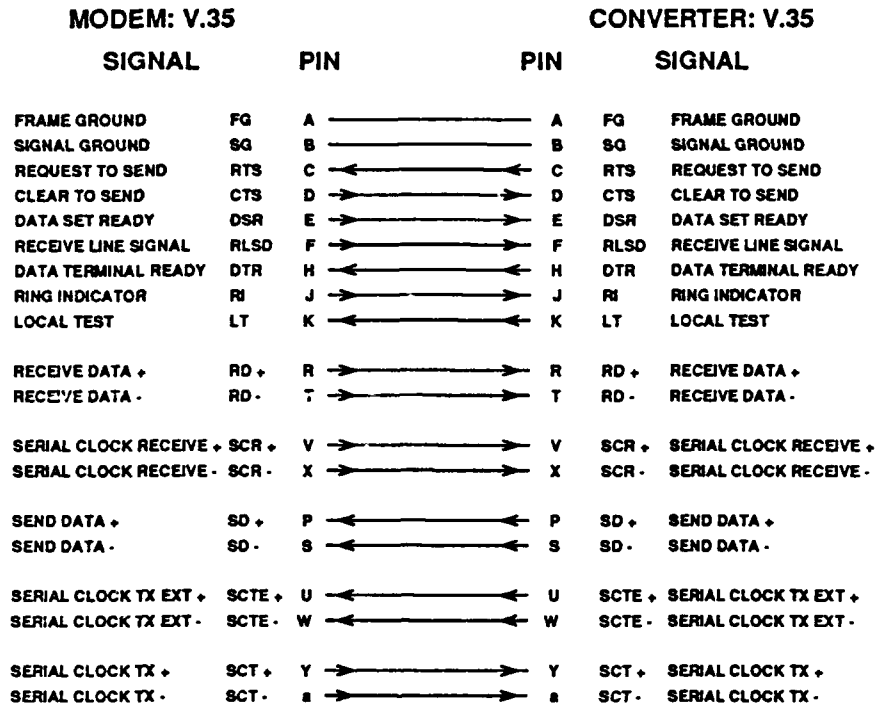 MODEM: V.35 CONVERTER: V.35
SIGNAL PIN PIN SIGNAL
FRAME GROUND FG A A FG FRAME GROUND
SIGNAL GROUND SG B B SG SIGNAL GROUND
REQUEST TO SEND RTS C C RTS REQUEST TO SEND
CLEAR TO SEND CTS D D CTS CLEAR TO SEND
DATA SET READY DSR E E DSR DATA SET READY
RECEIVE LINE SIGNAL RLSD F F RLSD RECEIVE LINE SIGNAL
DATA TERMINAL READY DTR H H DTR DATA TERMINAL READY
RING INDICATOR RI J J RI RING INDICATOR
LOCAL TEST LT K K LT LOCAL TEST
RECEIVE DATA + RD + R R RD + RECEIVE DATA +
RECEIVE DATA - RD - T T RD - RECEIVE DATA -
SERIAL CLOCK RECEIVE + SCR + V V SCR + SERIAL CLOCK RECEIVE +
SERIAL CLOCK RECEIVE - SCR - X X SCR - SERIAL CLOCK RECEIVE -
SEND DATA + SD + P P SD + SEND DATA +
SEND DATA - SD - S S SD - SEND DATA -
SERIAL CLOCK TX EXT + SCTE + U U SCTE + SERIAL CLOCK TX EXT +
SERIAL CLOCK TX EXT - SCTE - W W SCTE - SERIAL CLOCK TX EXT -
SERIAL CLOCK TX + SCT + Y Y SCT + SERIAL CLOCK TX +
SERIAL CLOCK TX - SCT - a a SCT - SERIAL CLOCK TX -